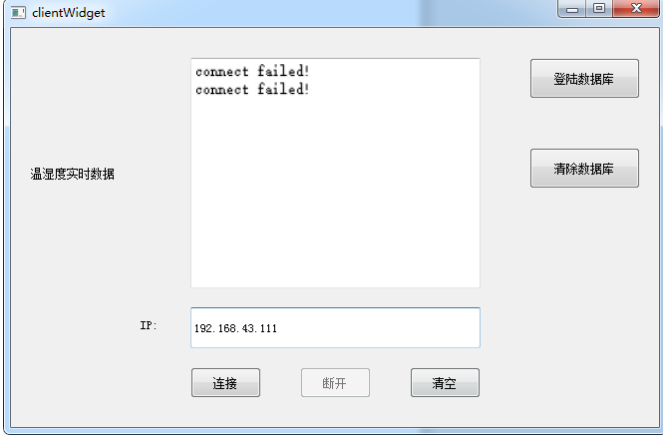 clientWidget
connect failed!
connect failed!
登陆数据库
清除数据库
温湿度实时数据
IP:
192.168.43.111
连接
断开
清空